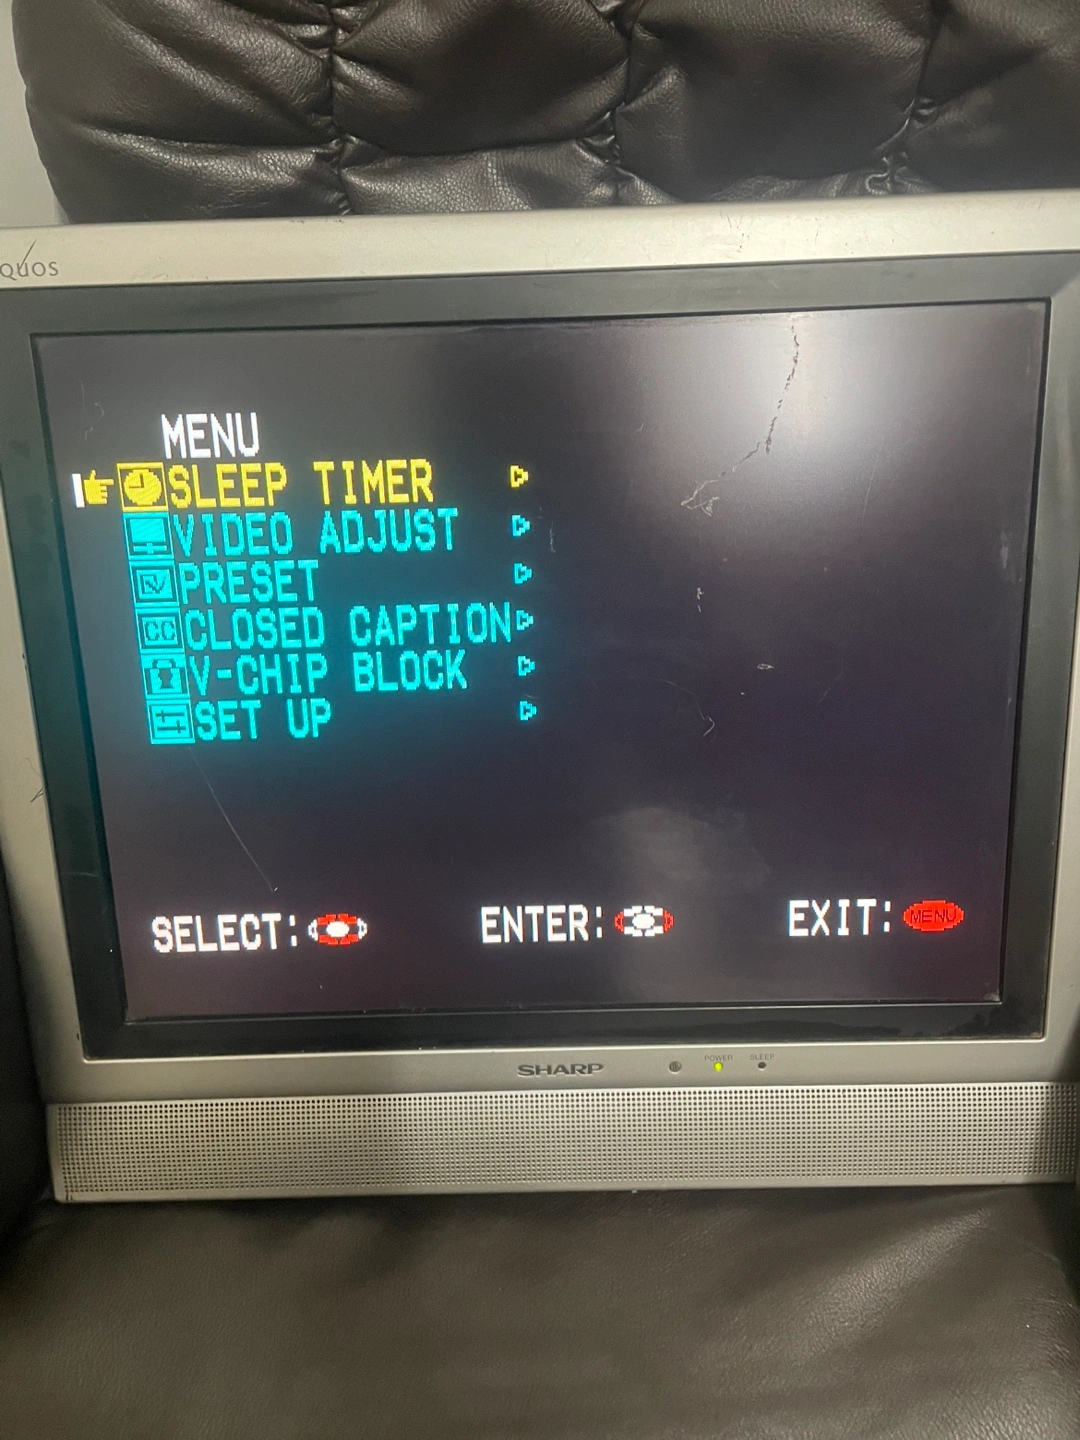 QUOS
MENU
SLEEP TIMER
VIDEO ADJUST
PRESET
CC CLOSED CAPTION
V-CHIP BLOCK
SET UP
SELECT: ENTER: EXIT: MENU
SHARP
POWER SLEEP